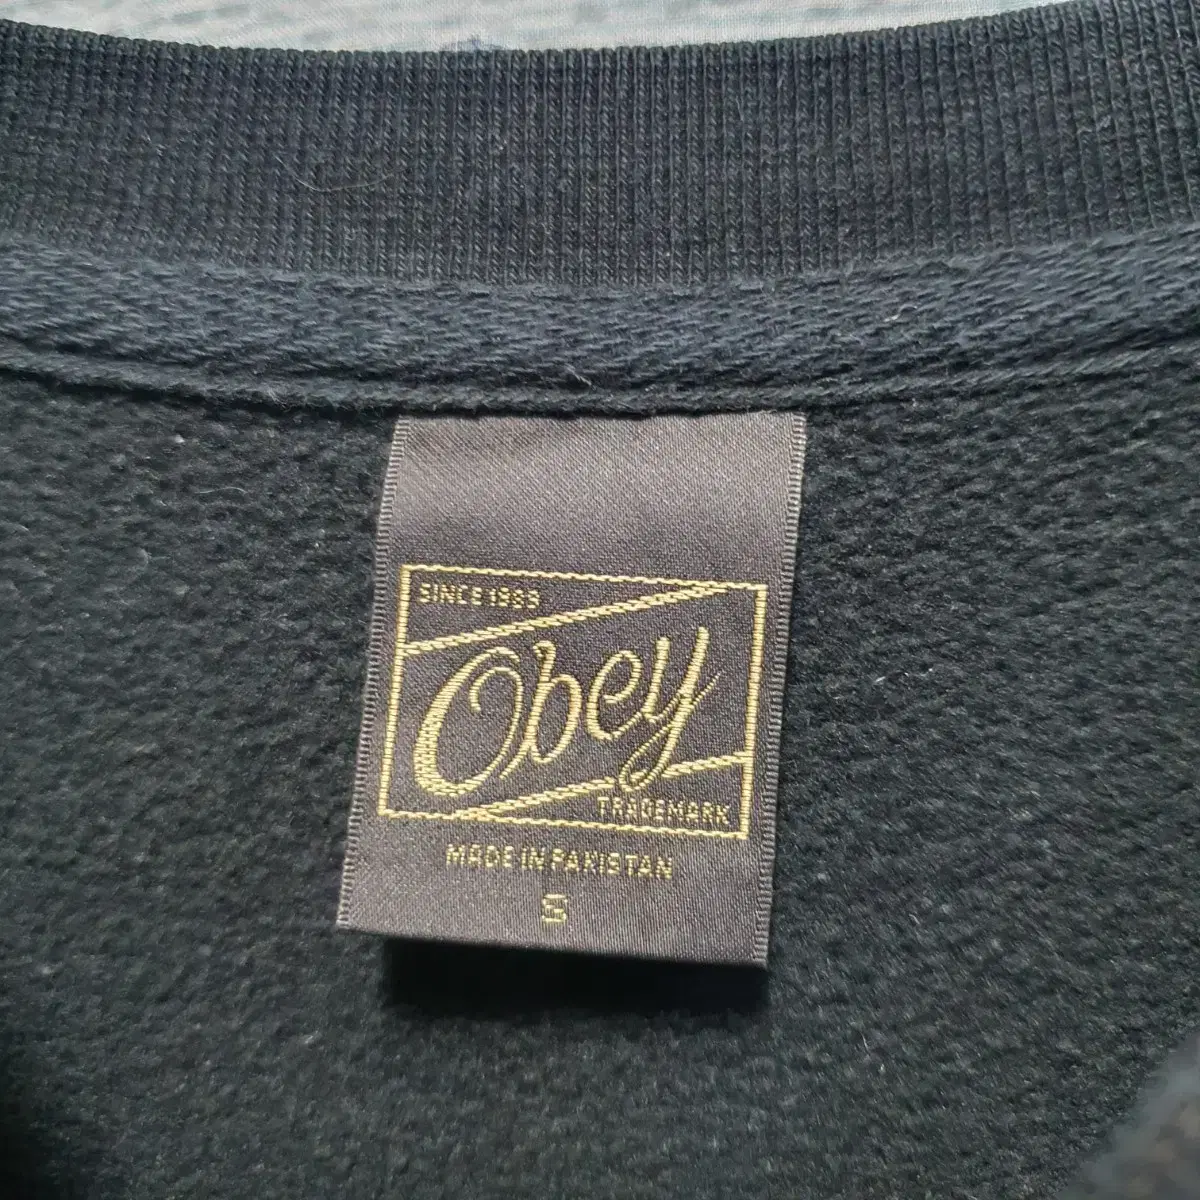 SINCE 1989
Obey
TRADEMARK
MADE IN PAKISTAN
S